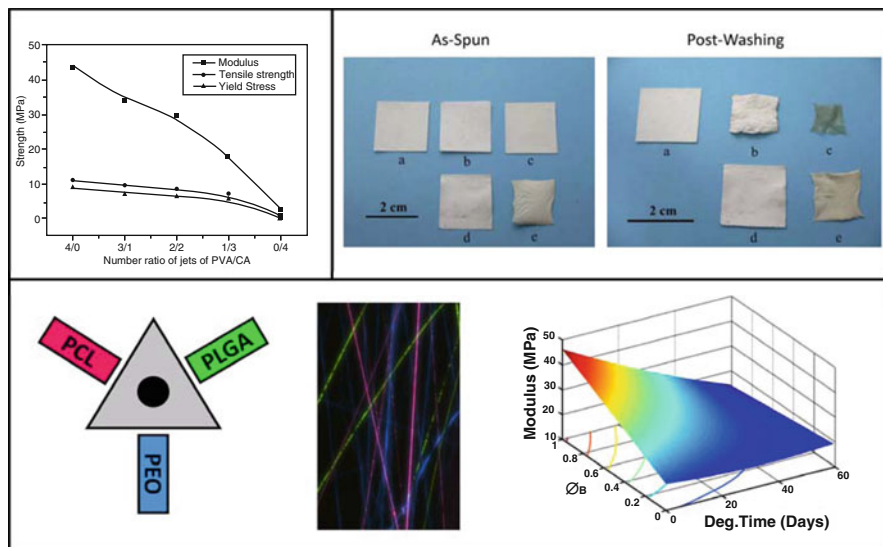 50
40
30
20
10
0
Strength (MPa)
Modulus
Tensile strength
Yield Stress
4/0 3/1 2/2 1/3 0/4
Number ratio of jets of PVA/CA
As-Spun
a b c
2 cm
d e
Post-Washing
a b c
2 cm
d e
PCL
PLGA
PEO
50
40
30
20
10
Modulus (MPa)
1
0.8
0.6
0.4
0.2
0
∅B
0
20
40
60
Deg.Time (Days)